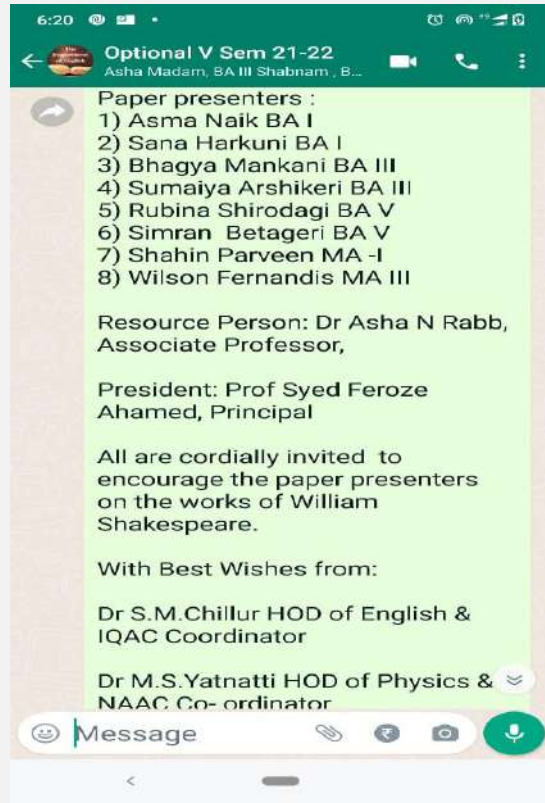 6:20
Optional V Sem 21-22
Asha Madam, BA III Shabnam , B...
Paper presenters :
1) Asma Naik BA I
2) Sana Harkuni BA I
3) Bhagya Mankani BA III
4) Sumaiya Arshikeri BA III
5) Rubina Shirodagi BA V
6) Simran Betageri BA V
7) Shahin Parveen MA -I
8) Wilson Fernandis MA III
Resource Person: Dr Asha N Rabb,
Associate Professor,
President: Prof Syed Feroze
Ahamed, Principal
All are cordially invited to
encourage the paper presenters
on the works of William
Shakespeare.
With Best Wishes from:
Dr S.M.Chillur HOD of English &
IQAC Coordinator
Dr M.S.Yatnatti HOD of Physics &
NAAC Co- ordinator
Message